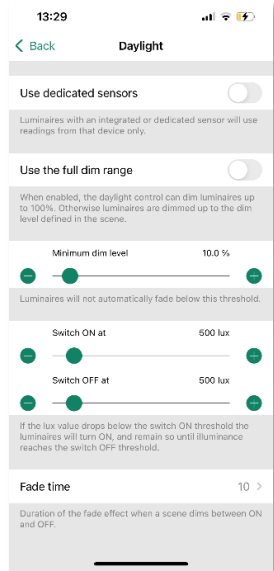 13:29
Back
Daylight
Use dedicated sensors
Luminaires with an integrated or dedicated sensor will use
readings from that device only.
Use the full dim range
When enabled, the daylight control can dim luminaires up
to 100%. Otherwise luminaires are dimmed up to the dim
level defined in the scene.
Minimum dim level 10.0 %
Luminaires will not automatically fade below this threshold.
Switch ON at 500 lux
Switch OFF at 500 lux
If the lux value drops below the switch ON threshold the
luminaires will turn ON, and remain so until illuminance
reaches the switch OFF threshold.
Fade time 10
Duration of the fade effect when a scene dims between ON
and OFF.